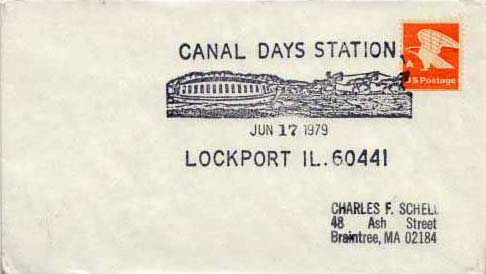 CANAL DAYS STATION
A
US Postage
JUN 17 1979
LOCKPORT IL. 60441
CHARLES F. SCHELL
48 Ash Street
Braintree, MA 02184